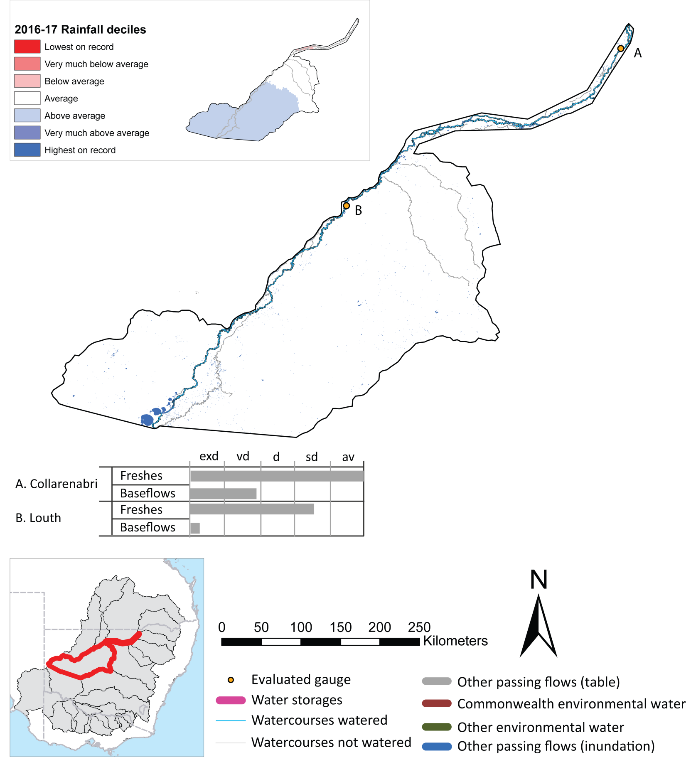 2016-17 Rainfall deciles
Lowest on record
Very much below average
Below average
Average
Above average
Very much above average
Highest on record
A
B
exd vd d sd av
A. Collarenabri Freshes
Baseflows
B. Louth Freshes
Baseflows
0 50 100 150 200 250
Kilometers
N
Evaluated gauge
Water storages
Watercourses watered
Watercourses not watered
Other passing flows (table)
Commonwealth environmental water
Other environmental water
Other passing flows (inundation)